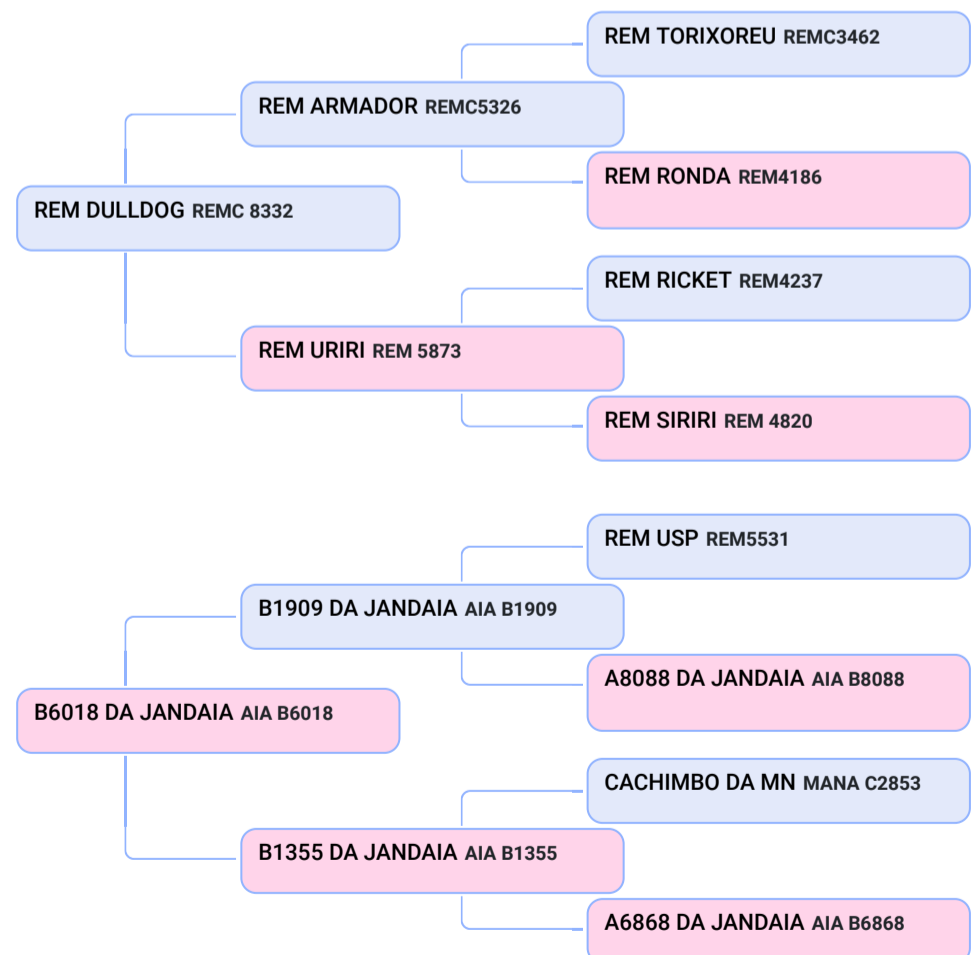 REM TORIXOREU REMC3462
REM ARMADOR REMC5326
REM RONDA REM4186
REM DULLDOG REMC 8332
REM RICKET REM4237
REM URIRI REM 5873
REM SIRIRI REM 4820
REM USP REM5531
B1909 DA JANDAIA AIA B1909
A8088 DA JANDAIA AIA B8088
B6018 DA JANDAIA AIA B6018
CACHIMBO DA MN MANA C2853
B1355 DA JANDAIA AIA B1355
A6868 DA JANDAIA AIA B6868